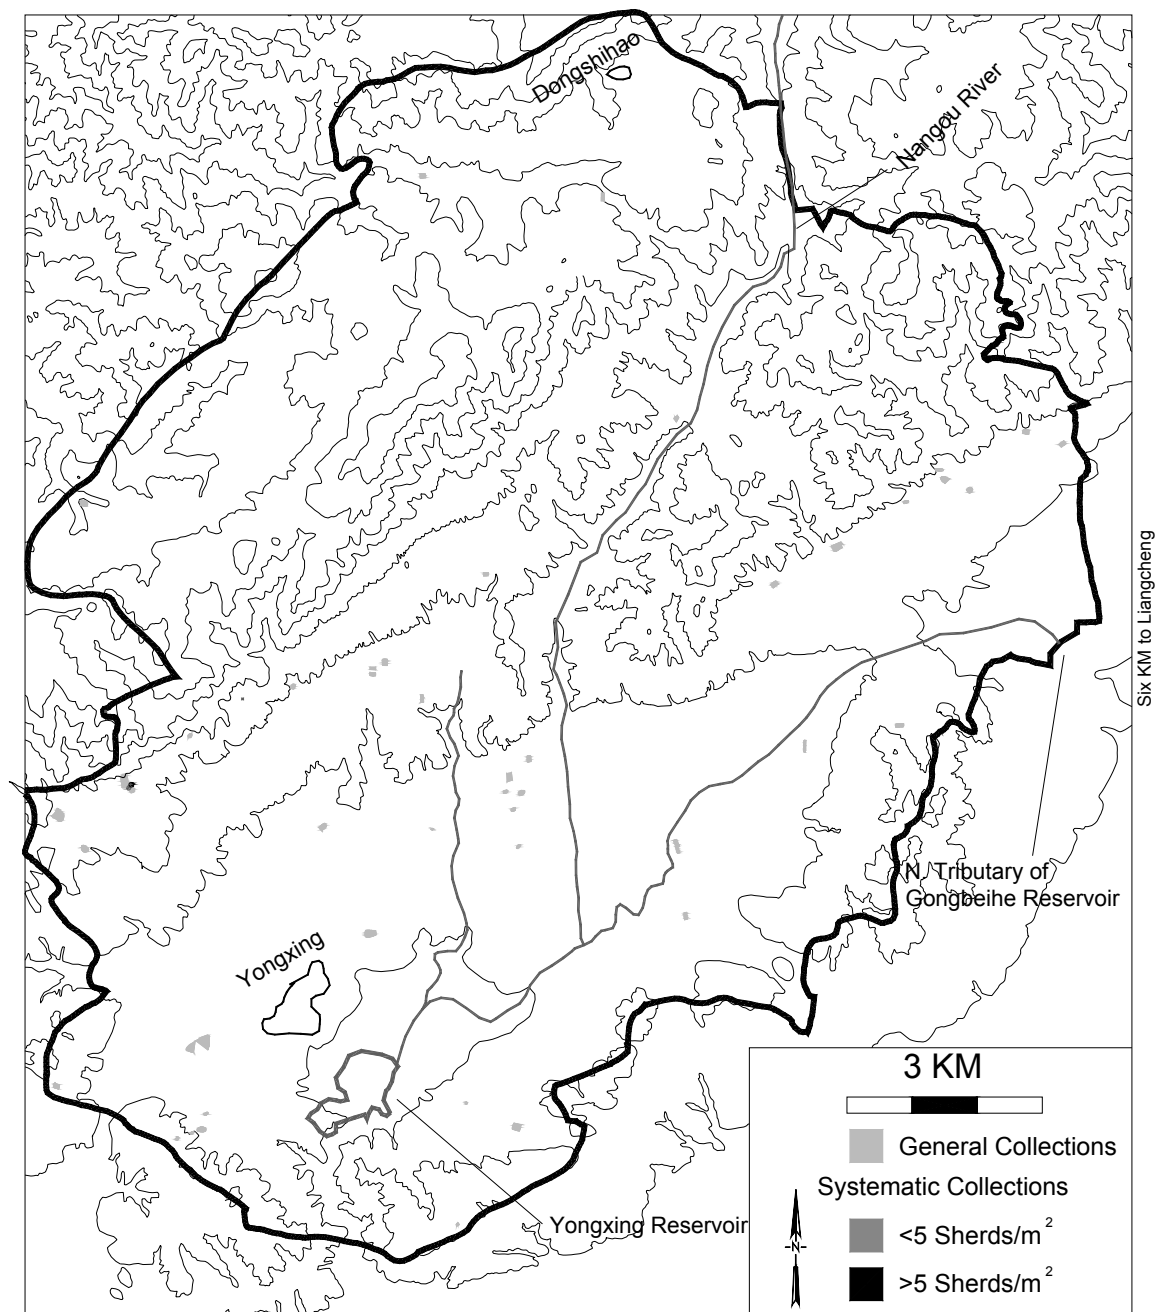 Dongshihao
Nangou River
Six KM to Liangcheng
N. Tributary of
Gongbeihe Reservoir
Yongxing
3 KM
General Collections
Systematic Collections
<5 Sherds/m²
>5 Sherds/m²
N
Yongxing Reservoir